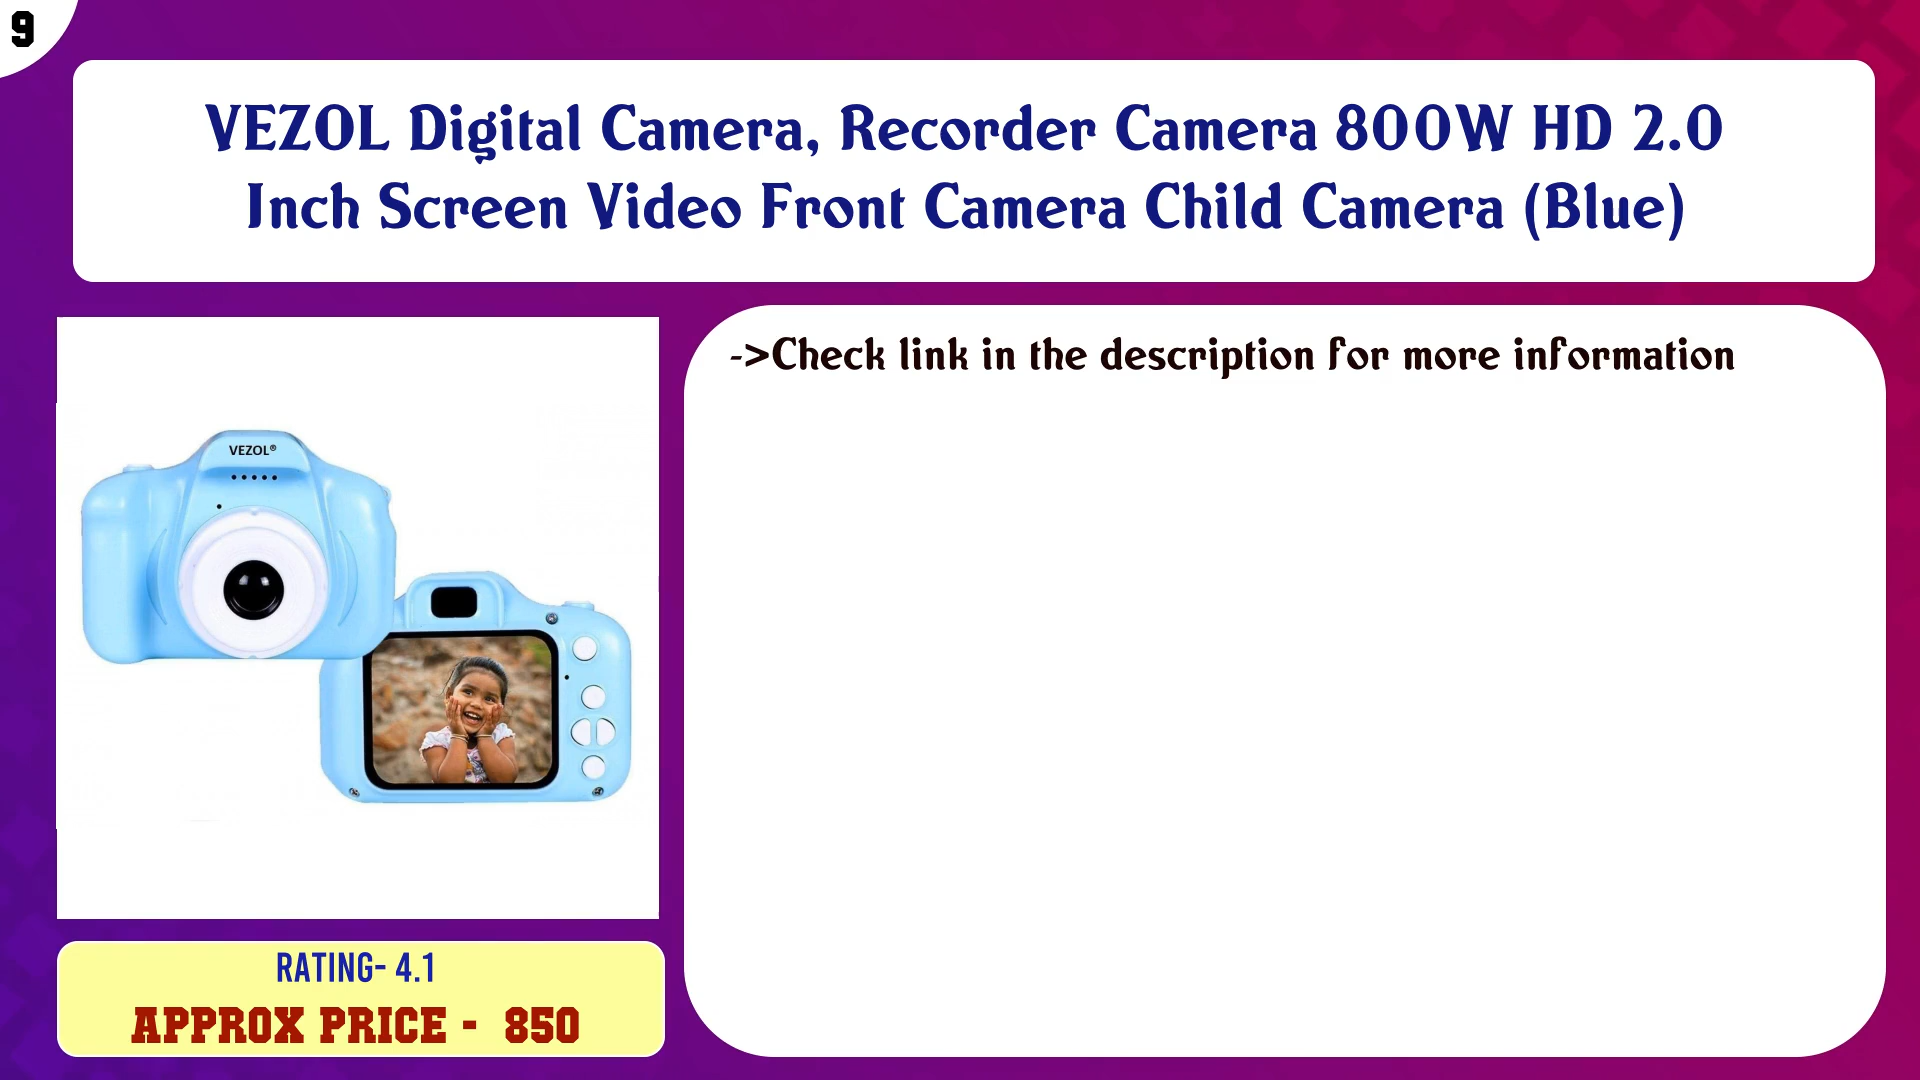 9
VEZOL Digital Camera, Recorder Camera 800W HD 2.0
Inch Screen Video Front Camera Child Camera (Blue)
VEZOL®
->Check link in the description for more information
RATING- 4.1
APPROX PRICE - 850